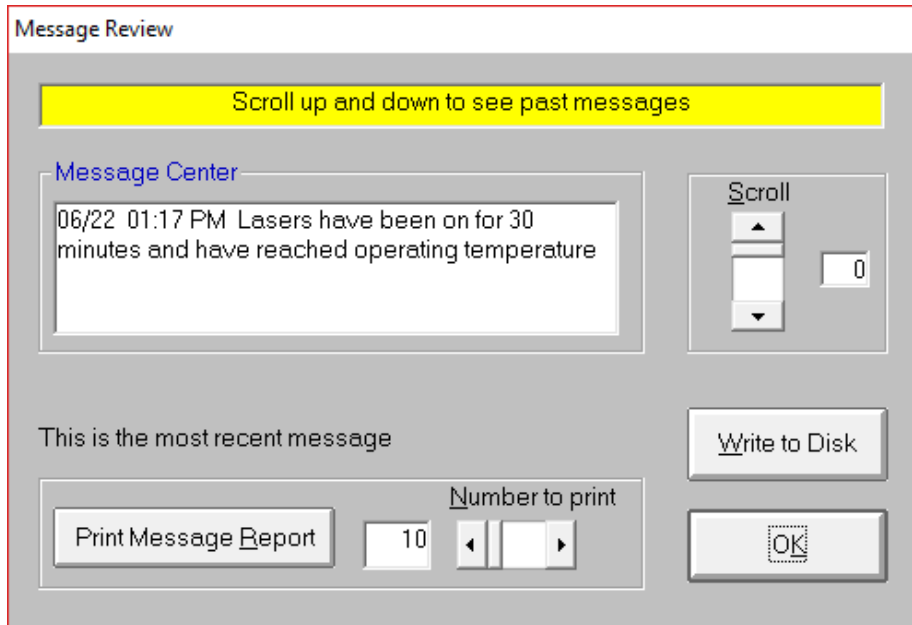 Message Review
Scroll up and down to see past messages
Message Center
06/22 01:17 PM Lasers have been on for 30
minutes and have reached operating temperature
Scroll
0
This is the most recent message
Write to Disk
Number to print
Print Message Report
10
OK